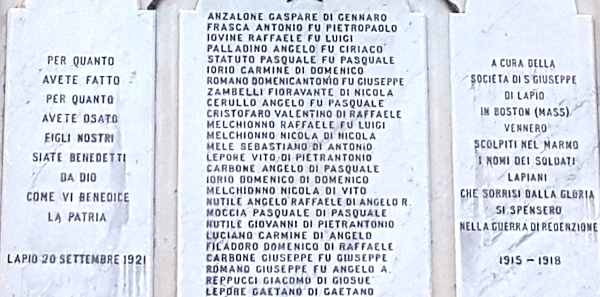 PER QUANTO
AVETE FATTO
PER QUANTO
AVETE OSATO
FIGLI NOSTRI
SIATE BENEDETTI
DA DIO
COME VI BENEDICE
LA PATRIA
LAPIO 20 SETTEMBRE 1921
ANZALONE GASPARE DI GENNARO
FRASCA ANTONIO FU PIETROPAOLO
IOVINE RAFFAELE FU LUIGI
PALLADINO ANGELO FU CIRIACO
STATUTO PASQUALE FU PASQUALE
IORIO CARMINE DI DOMENICO
ROMANO DOMENICANTONIO FU GIUSEPPE
ZAMBELLI FIORAVANTE DI NICOLA
CERULLO ANGELO FU PASQUALE
CRISTOFARO VALENTINO DI RAFFAELE
MELCHIONNO RAFFAELE FU LUIGI
MELCHIONNO NICOLA DI NICOLA
MELE SEBASTIANO DI ANTONIO
LEPORE VITO DI PIETRANTONIO
CARBONE ANGELO DI PASQUALE
IORIO DOMENICO DI DOMENICO
MELCHIONNO NICOLA DI VITO
NUTILE ANGELO RAFFAELE DI ANGELO R.
MOCCIA PASQUALE DI PASQUALE
NUTILE GIOVANNI DI PIETRANTONIO
LUCIANO CARMINE DI ANGELO
FILADORO DOMENICO DI RAFFAELE
CARBONE GIUSEPPE FU GIUSEPPE
ROMANO GIUSEPPE FU ANGELO A.
REPPUCCI GIACOMO DI GIOSUÈ
LEPORE GAETANO DI GAETANO
A CURA DELLA
SOCIETA DI S GIUSEPPE
DI LAPIO
IN BOSTON (MASS)
VENNERO
SCOLPITI NEL MARMO
I NOMI DEI SOLDATI
LAPIANI
CHE SORRISI DALLA GLORIA
SI SPENSERO
NELLA GUERRA DI REDENZIONE
1915 - 1918